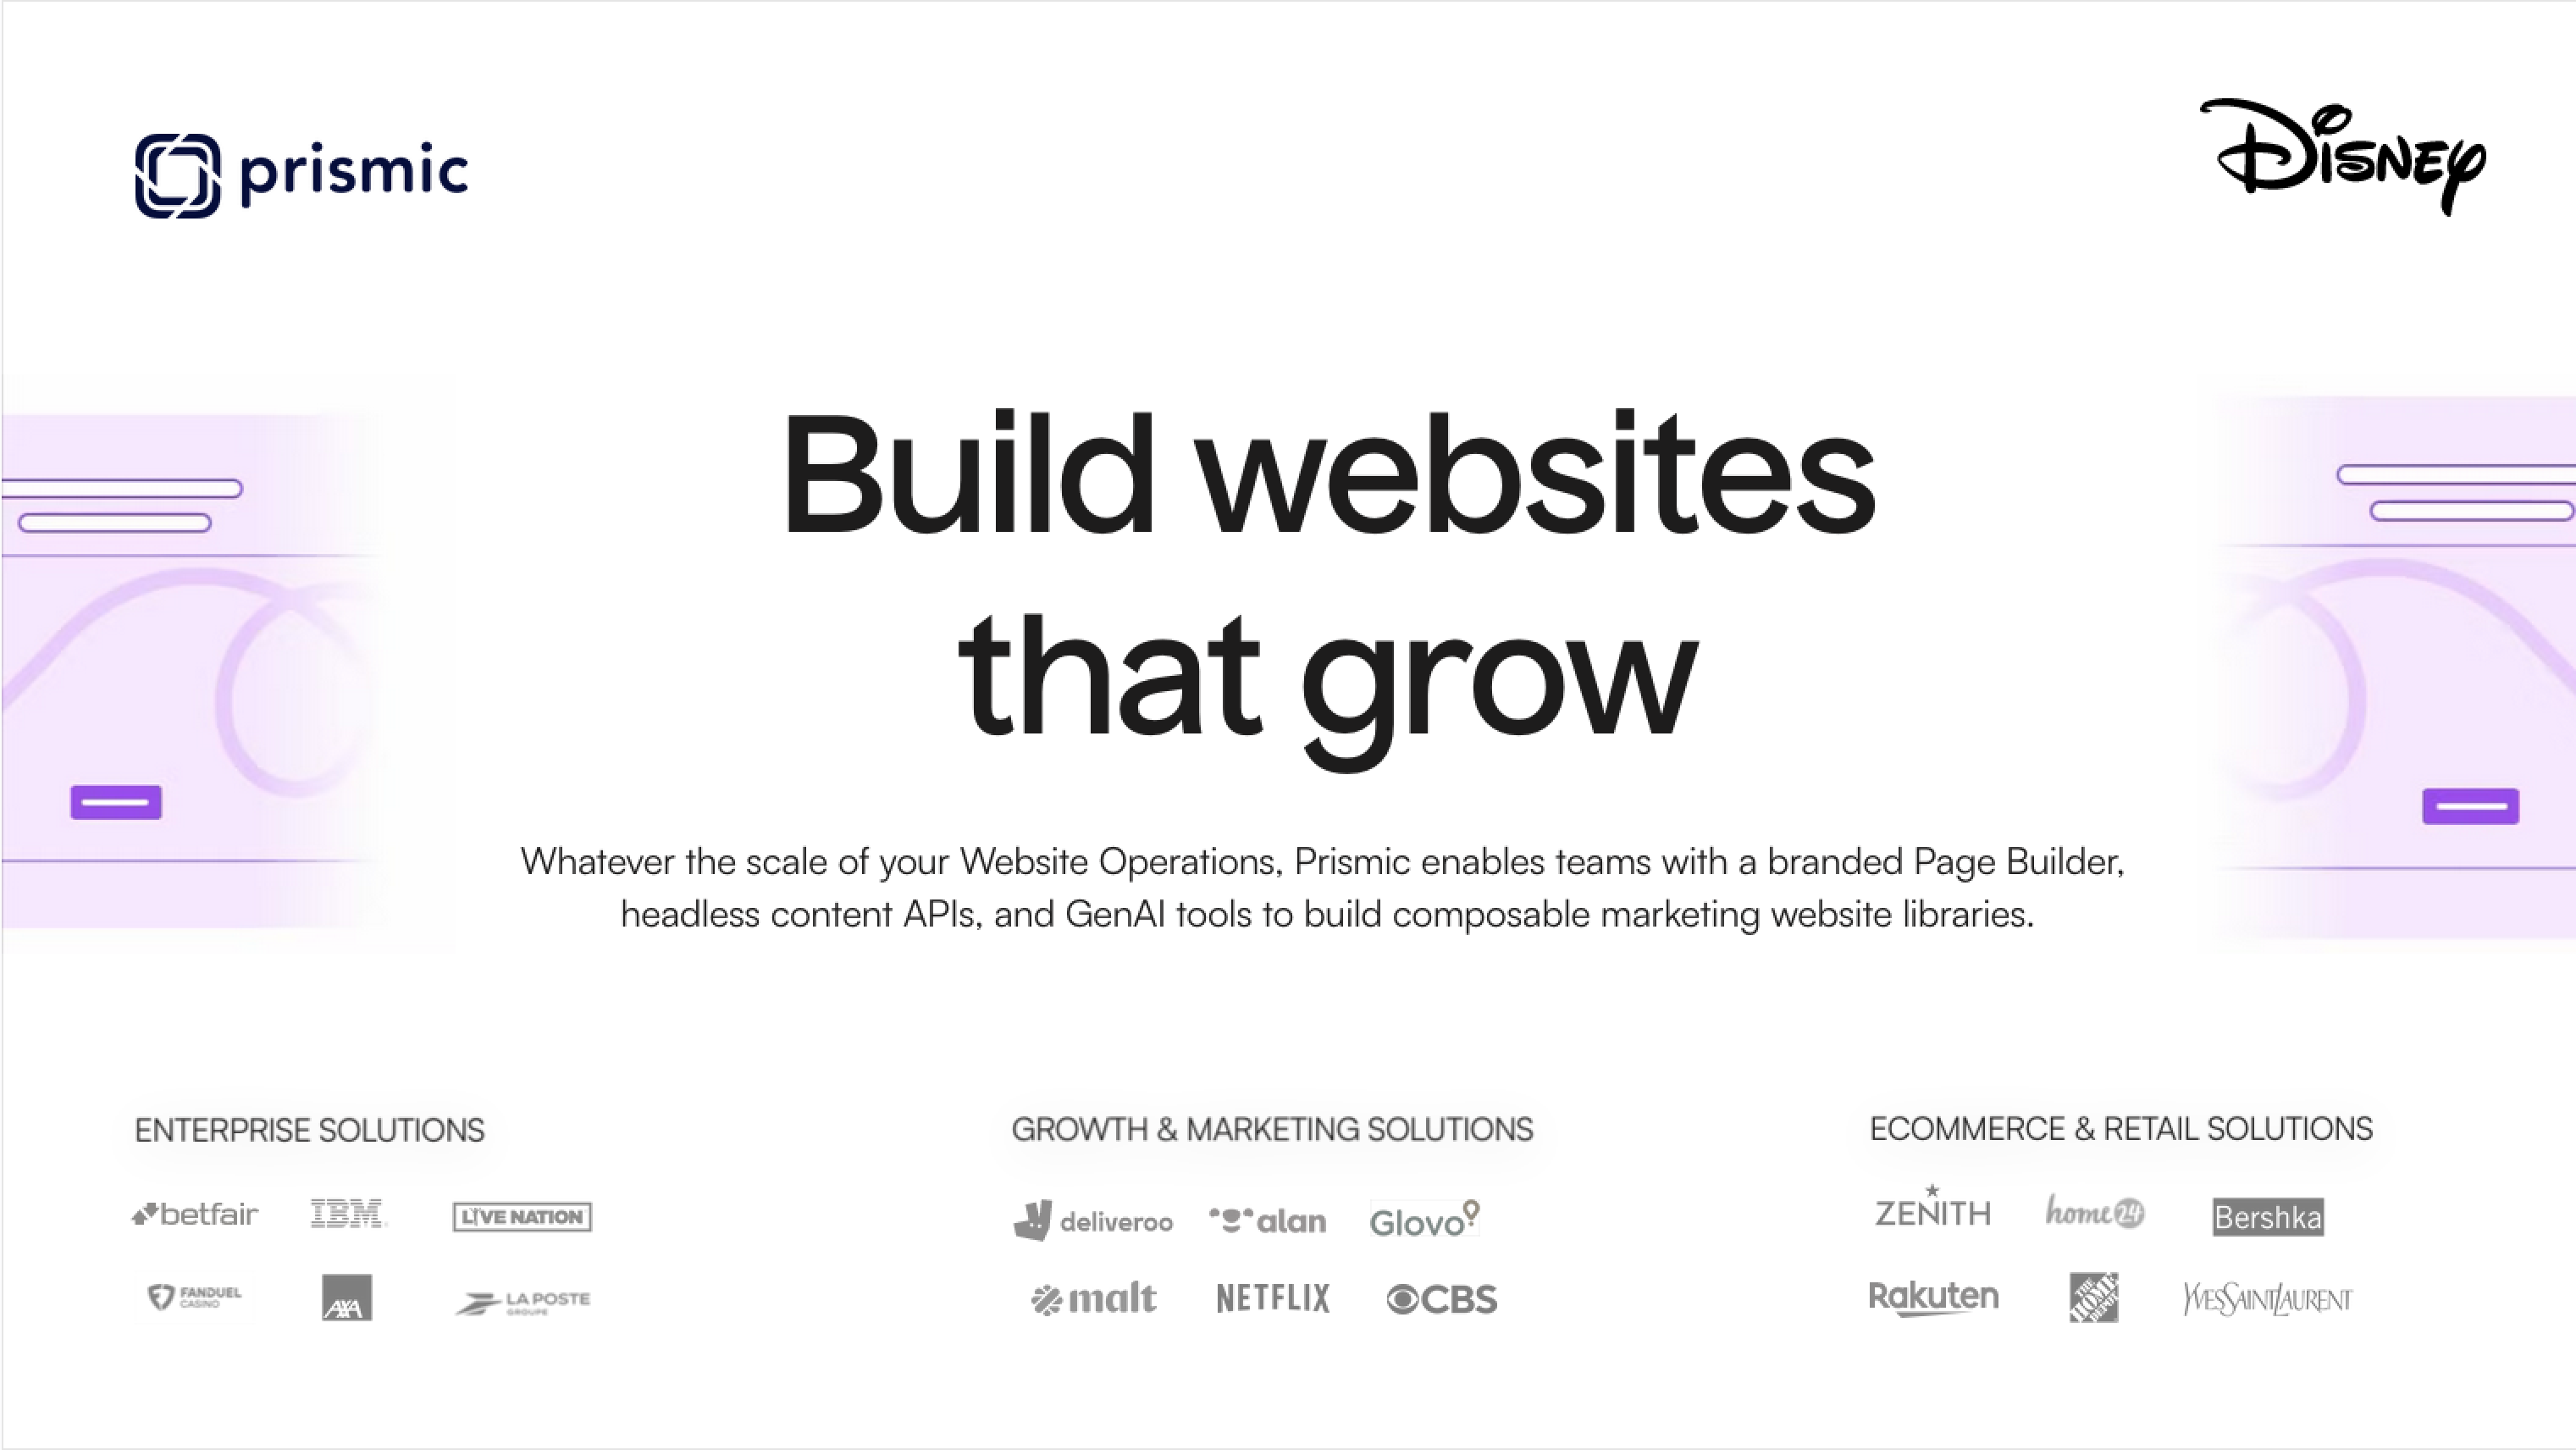 prismic
Disney
Build websites
that grow
Whatever the scale of your Website Operations, Prismic enables teams with a branded Page Builder,
headless content APIs, and GenAI tools to build composable marketing website libraries.
ENTERPRISE SOLUTIONS
betfair IBM LIVE NATION
FANDUEL
CASINO
AXA
LA POSTE
GROUPE
GROWTH & MARKETING SOLUTIONS
deliveroo alan Glovo
malt NETFLIX CBS
ECOMMERCE & RETAIL SOLUTIONS
ZENITH home24 Bershka
Rakuten
THE
HOME
DEPOT
YVESSAINTLAURENT